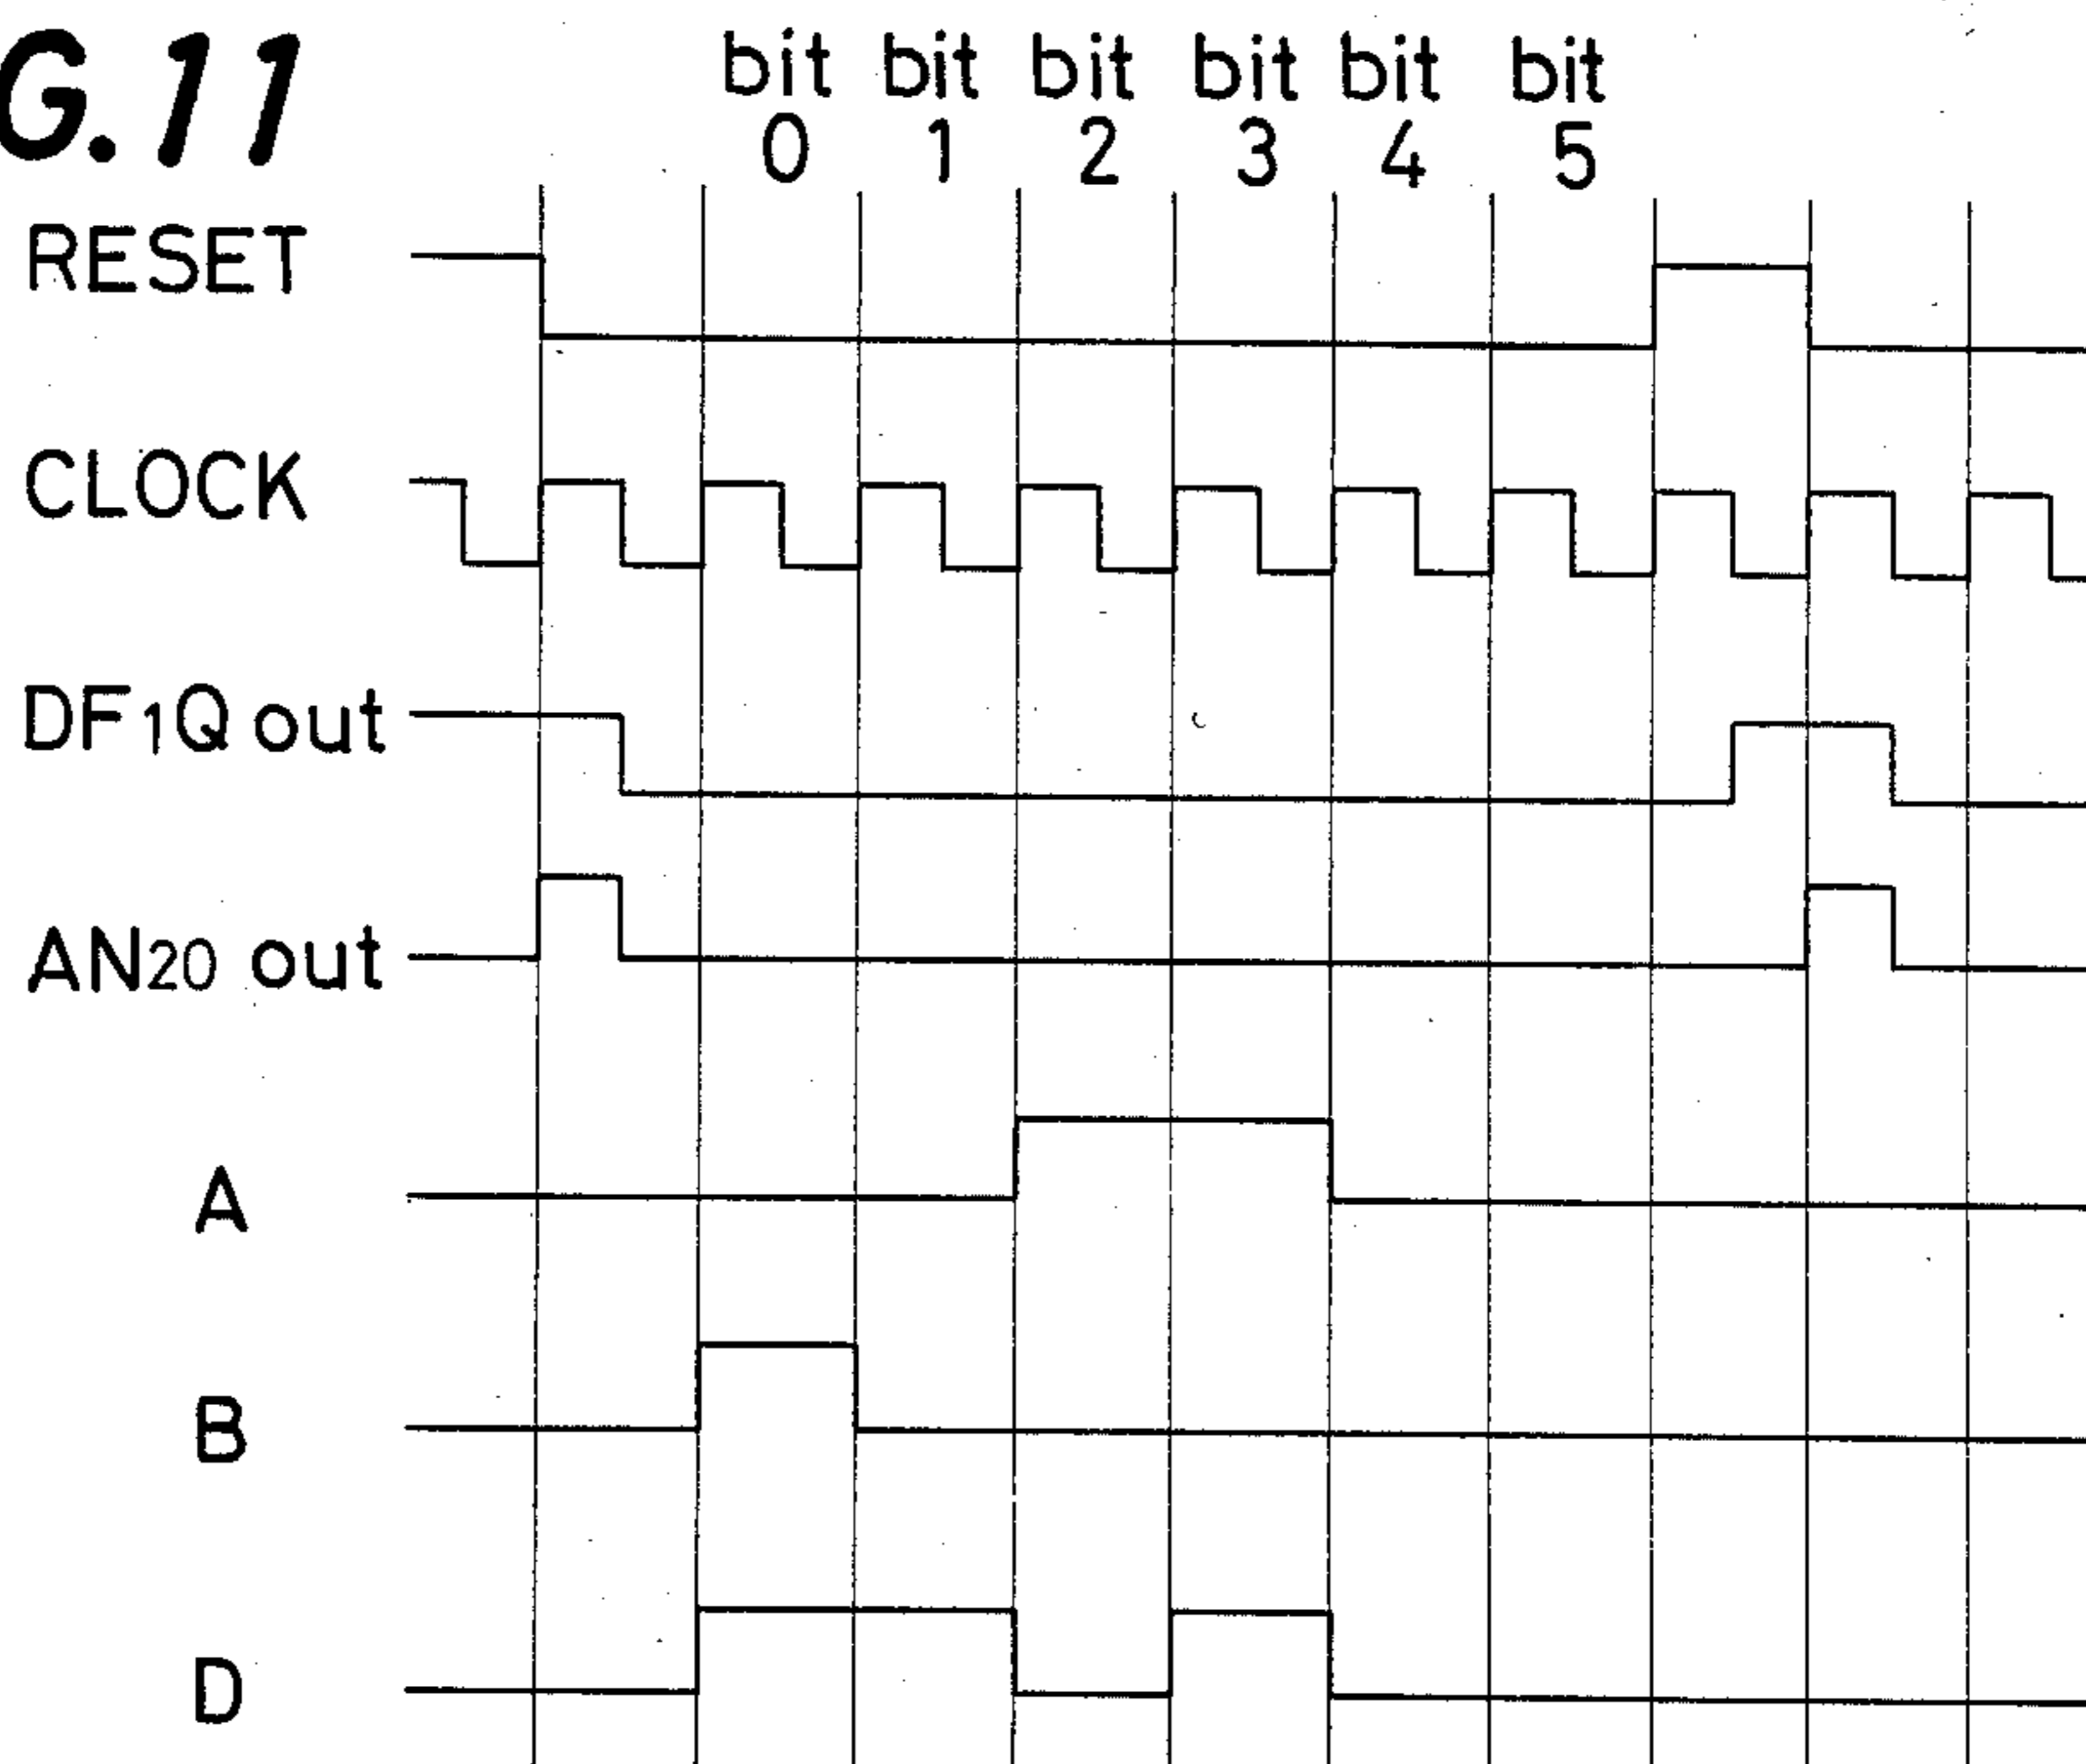 G.11
bit bit bit bit bit bit
0 1 2 3 4 5
RESET
CLOCK
DF1Q out
AN20 out
A
B
D